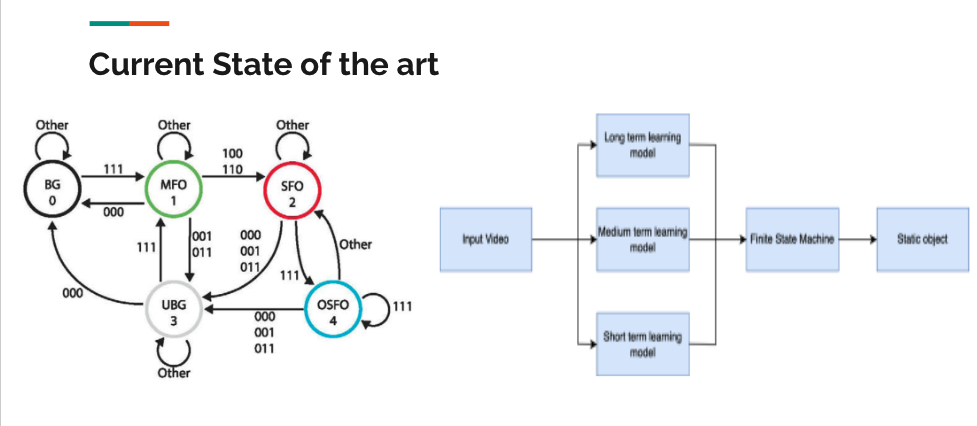 Current State of the art
Other
Other
Other
BG
0
111
000
MFO
1
100
110
SFO
2
111
001
011
000
001
011
111
Other
000
UBG
3
000
001
011
OSFO
4
111
Other
Input Video
Long term learning
model
Medium term learning
model
Short term learning
model
Finite State Machine
Static object